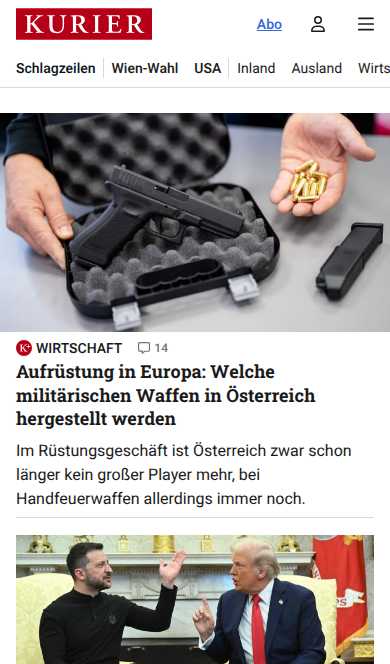 KURIER
Abo
Schlagzeilen Wien-Wahl USA Inland Ausland Wirts
K+ WIRTSCHAFT 14
Aufrüstung in Europa: Welche
militärischen Waffen in Österreich
hergestellt werden
Im Rüstungsgeschäft ist Österreich zwar schon
länger kein großer Player mehr, bei
Handfeuerwaffen allerdings immer noch.